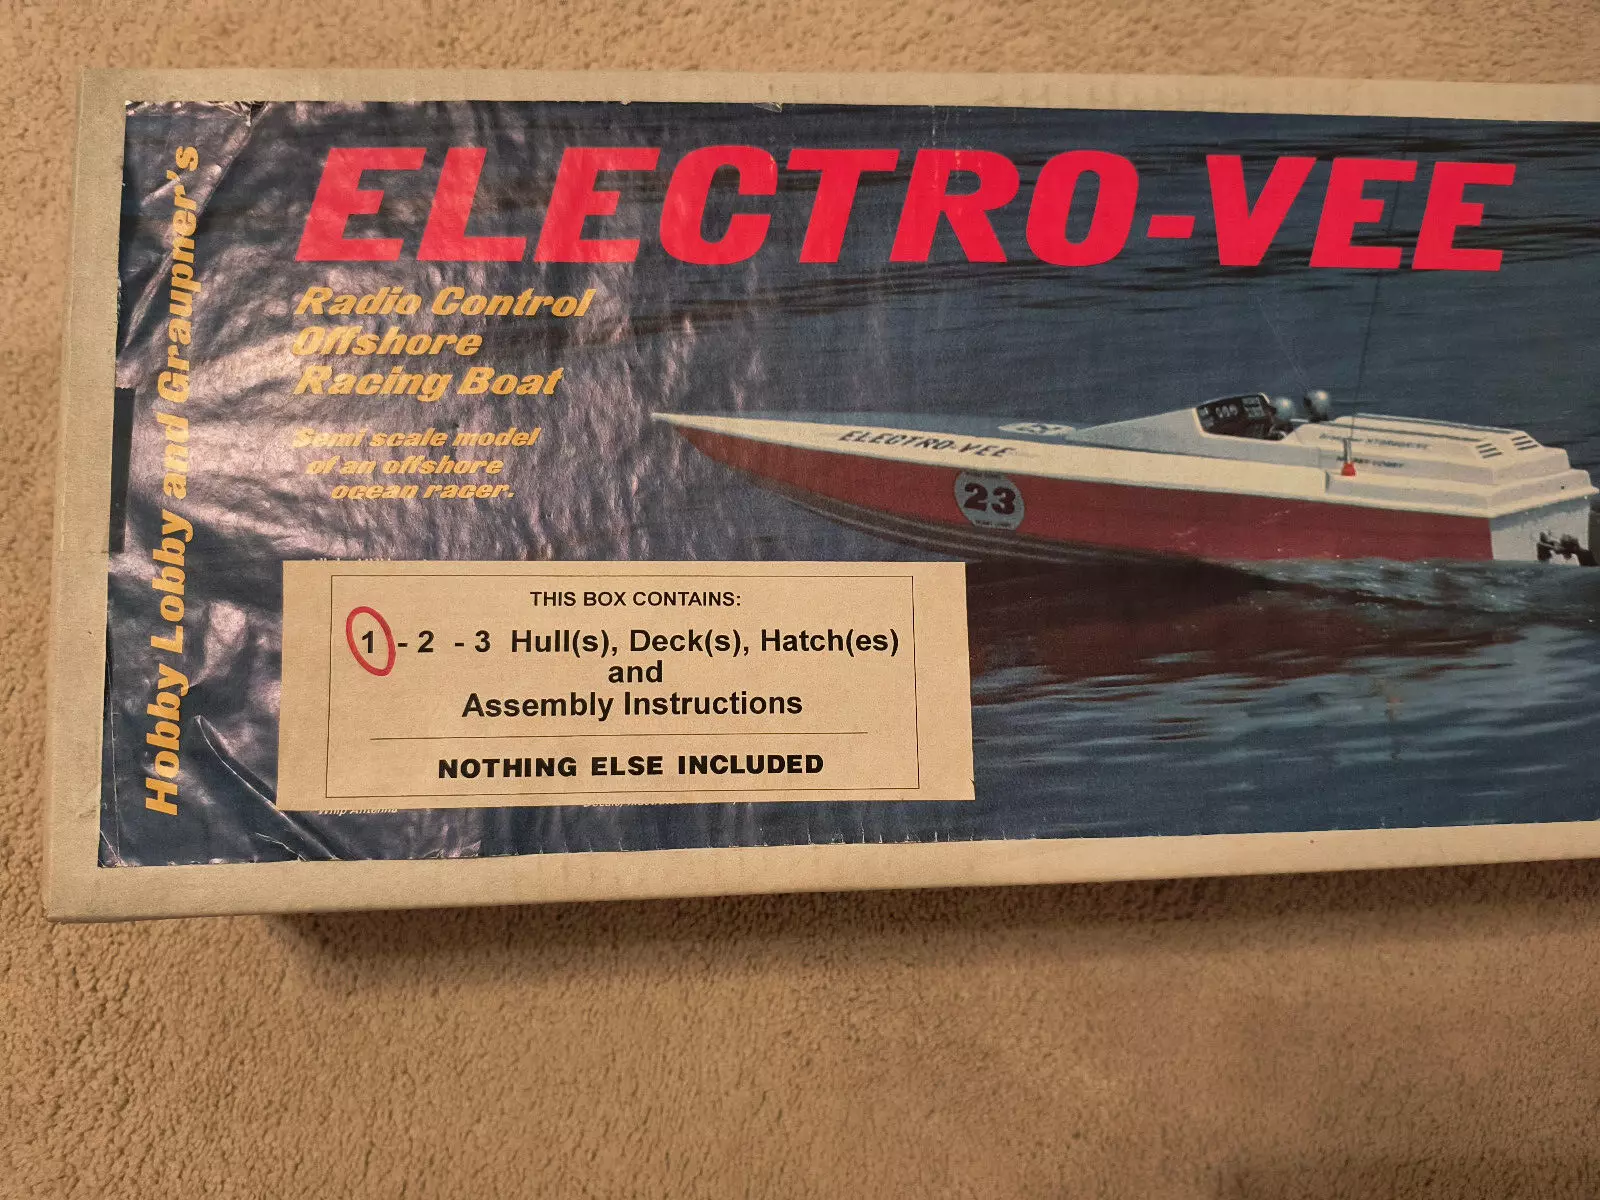 Hobby Lobby and Graupner's
ELECTRO-VEE
Radio Control
Offshore
Racing Boat
Semi scale model
of an offshore
ocean racer.
ELECTRO-VEE
23
THIS BOX CONTAINS:
1 - 2 - 3 Hull(s), Deck(s), Hatch(es)
and
Assembly Instructions
NOTHING ELSE INCLUDED
Whip Antenna